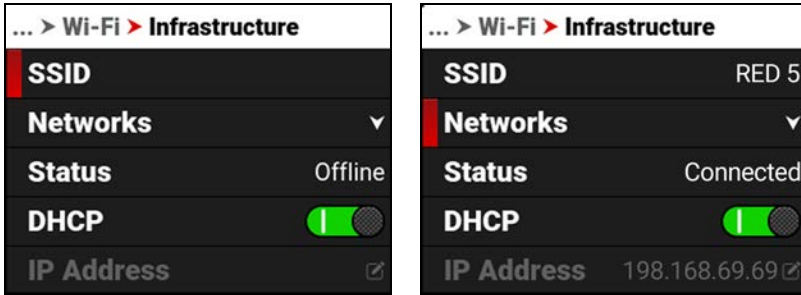 ... > Wi-Fi > Infrastructure
SSID
Networks
Status Offline
DHCP
IP Address
... > Wi-Fi > Infrastructure
SSID RED 5
Networks
Status Connected
DHCP
IP Address 198.168.69.69